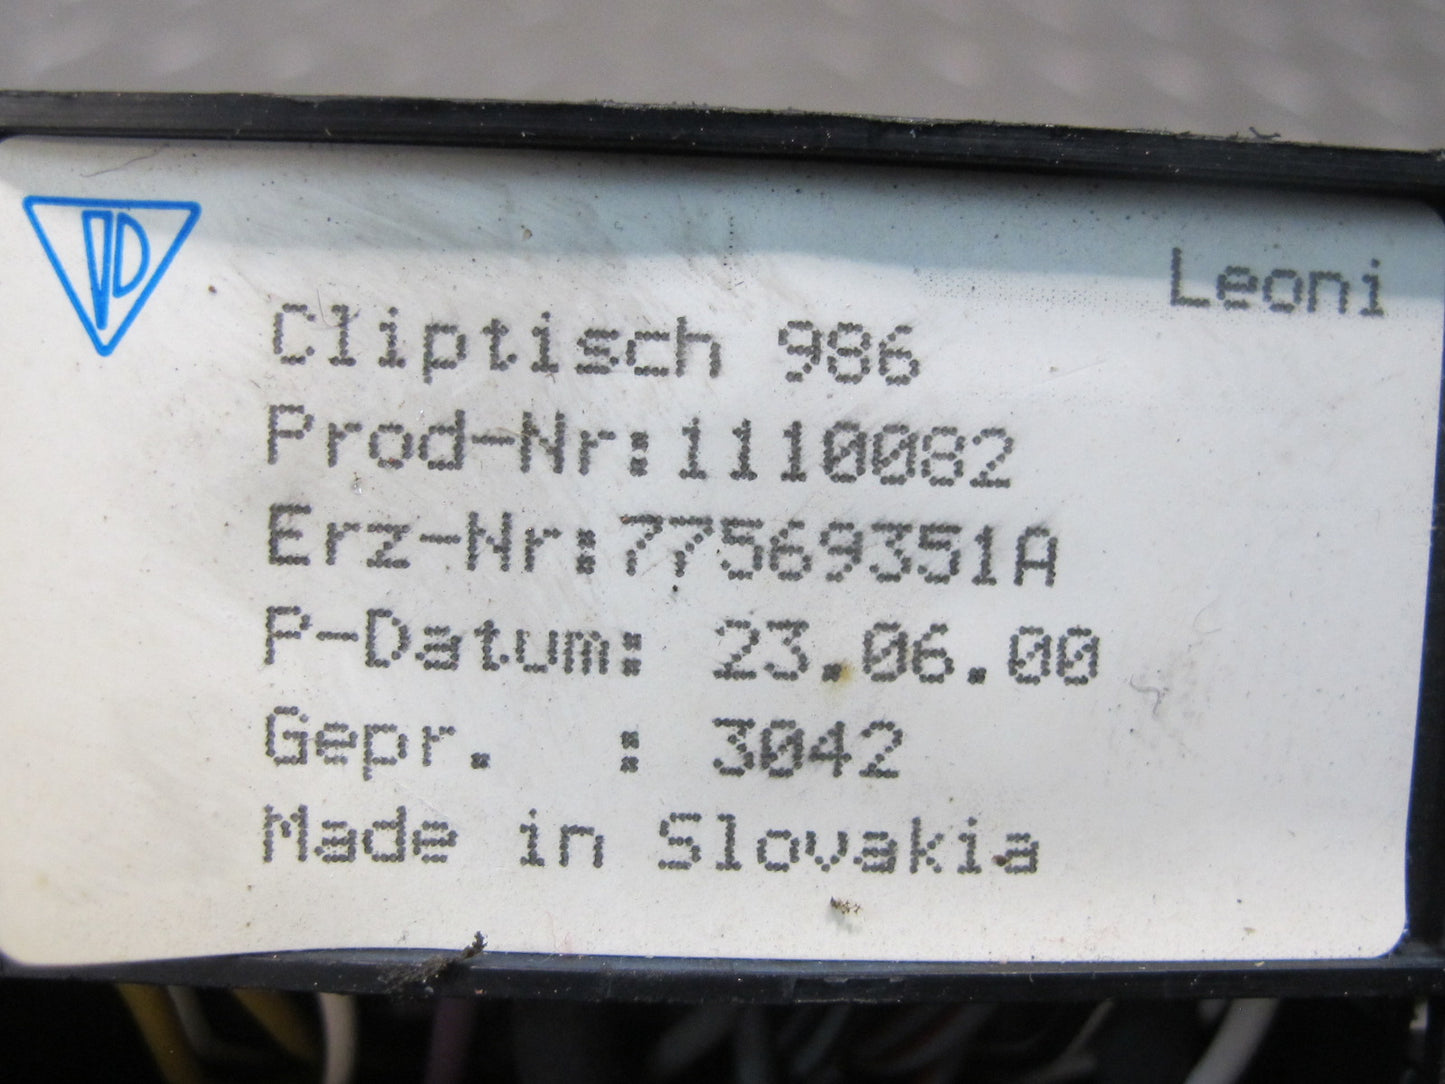 Leoni
Cliptisch 986
Prod-Nr:1110082
Erz-Nr:77569351A
P-Datum: 23.06.00
Gepr. : 3042
Made in Slovakia